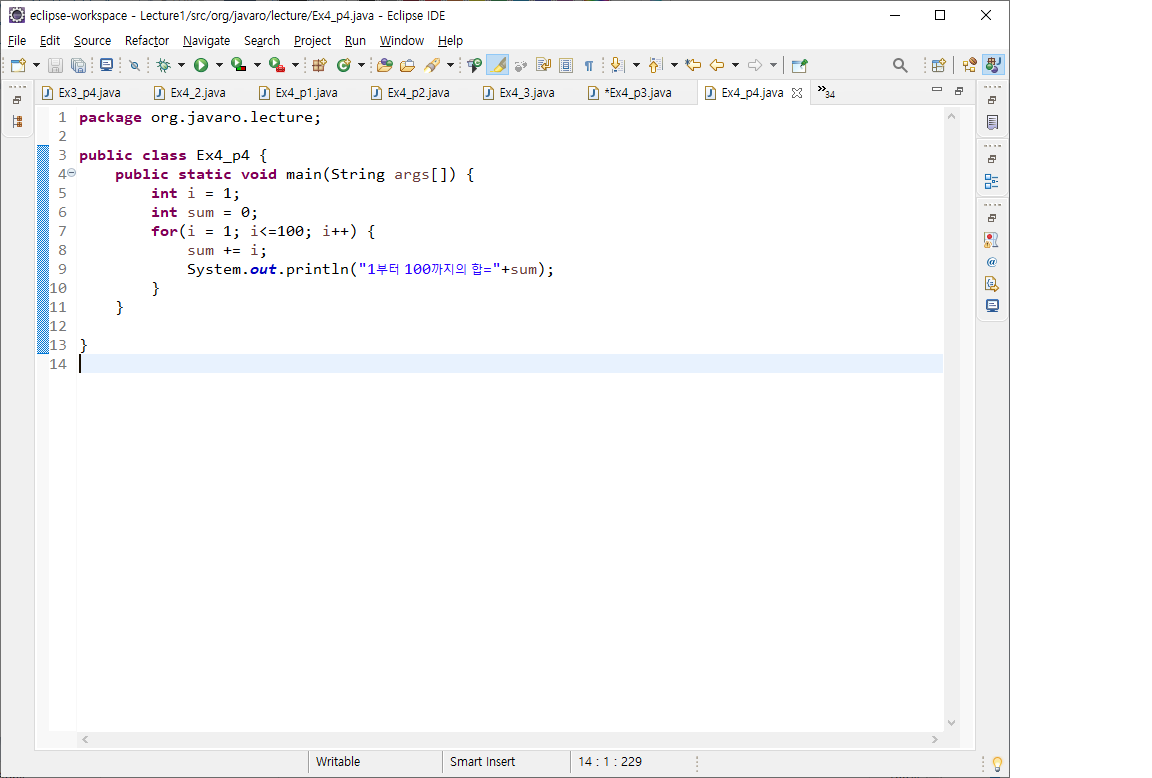 eclipse-workspace - Lecture1/src/org/javaro/lecture/Ex4_p4.java - Eclipse IDE
File Edit Source Refactor Navigate Search Project Run Window Help
Ex3_p4.java Ex4_2.java Ex4_p1.java Ex4_p2.java Ex4_3.java *Ex4_p3.java Ex4_p4.java »34
1 package org.javaro.lecture;
2
3 public class Ex4_p4 {
4 public static void main(String args[]) {
5 int i = 1;
6 int sum = 0;
7 for(i = 1; i<=100; i++) {
8 sum += i;
9 System.out.println("1부터 100까지의 합="+sum);
10 }
11 }
12
13 }
14
Writable Smart Insert 14 : 1 : 229